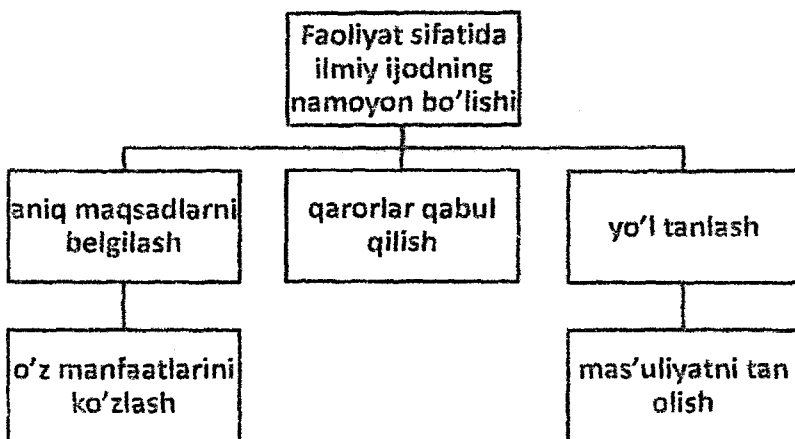 Faoliyat sifatida
ilmiy ijodning
namoyon bo'lishi
aniq maqsadlarni
belgilash
qarorlar qabul
qilish
yo'l tanlash
o'z manfaatlarini
ko'zlash
mas'uliyatni tan
olish